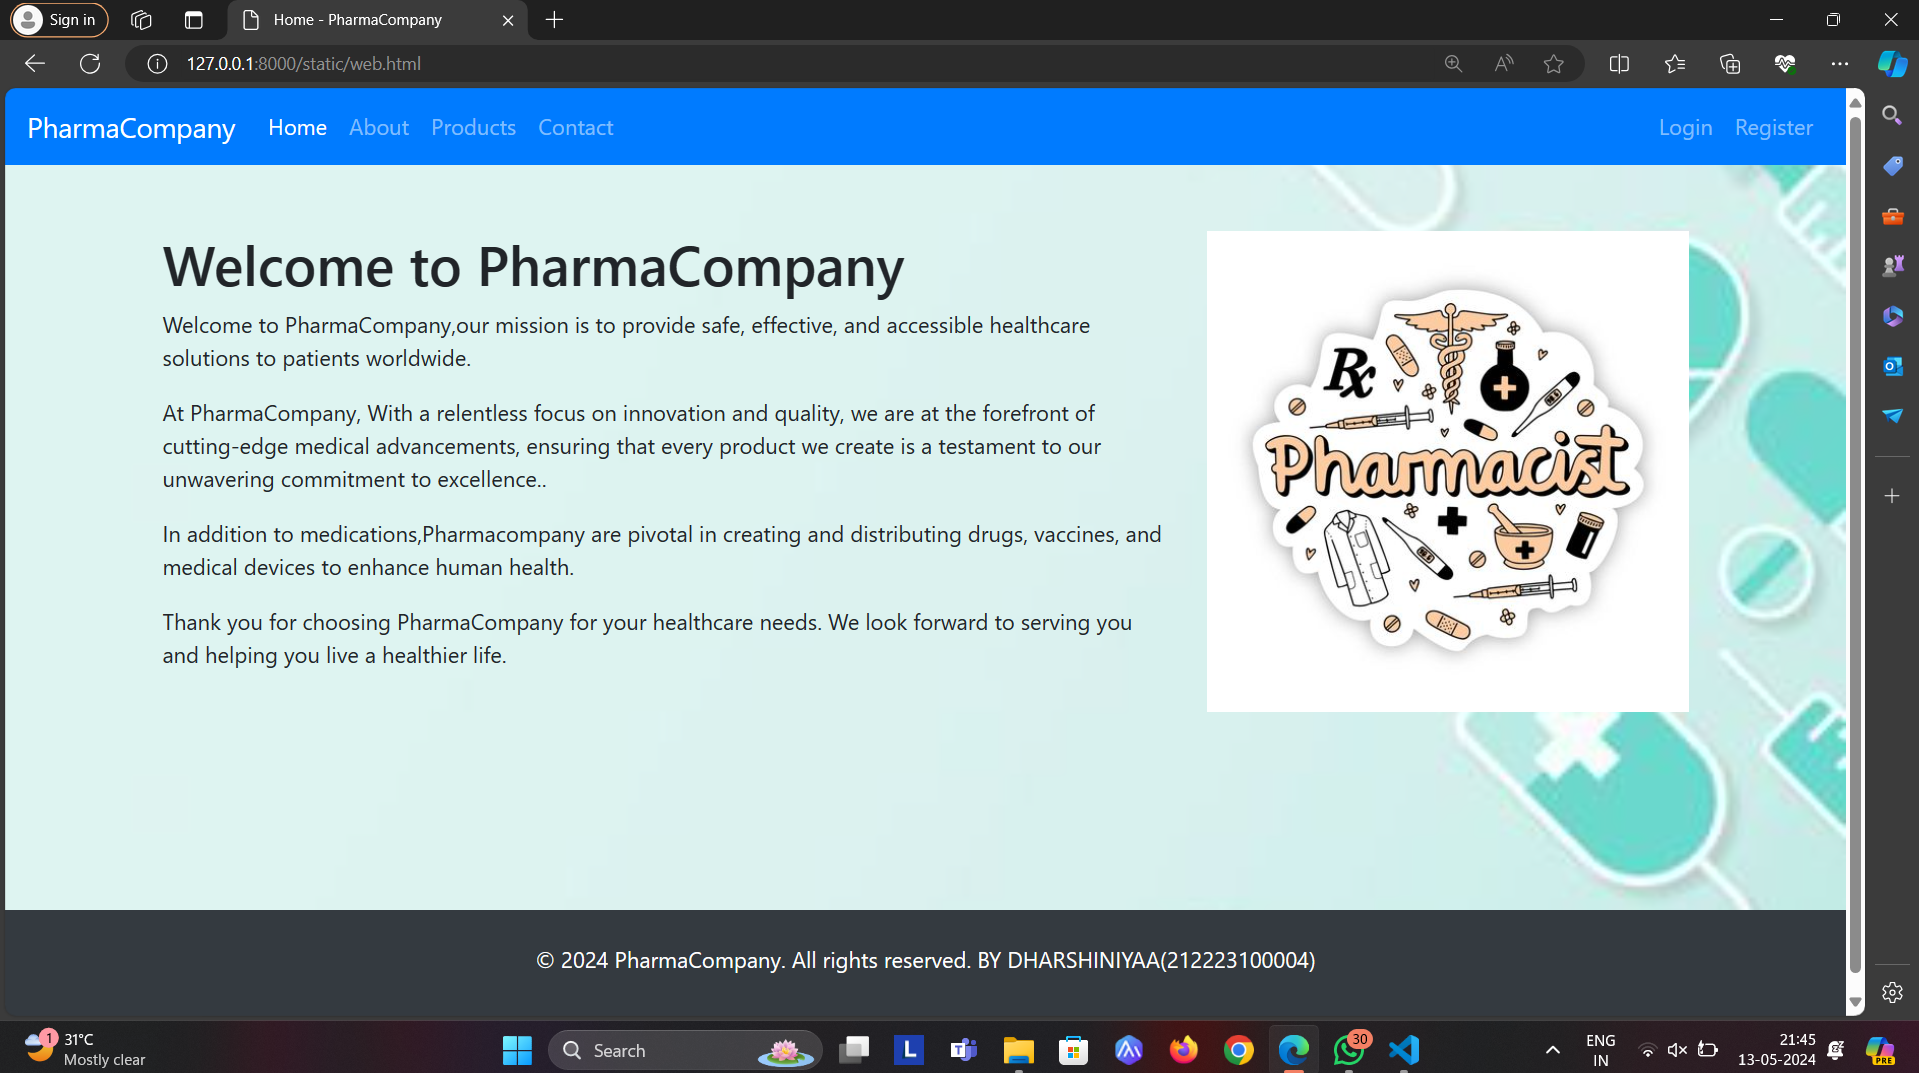 Sign in
Home - PharmaCompany
127.0.0.1:8000/static/web.html
PharmaCompany Home About Products Contact Login Register
Welcome to PharmaCompany
Welcome to PharmaCompany,our mission is to provide safe, effective, and accessible healthcare
solutions to patients worldwide.
At PharmaCompany, With a relentless focus on innovation and quality, we are at the forefront of
cutting-edge medical advancements, ensuring that every product we create is a testament to our
unwavering commitment to excellence..
In addition to medications,Pharmacompany are pivotal in creating and distributing drugs, vaccines, and
medical devices to enhance human health.
Thank you for choosing PharmaCompany for your healthcare needs. We look forward to serving you
and helping you live a healthier life.
Rx
Pharmacist
© 2024 PharmaCompany. All rights reserved. BY DHARSHINIYAA(212223100004)
1
31°C
Mostly clear
Search
L
30
ENG
IN
21:45
13-05-2024
PRE